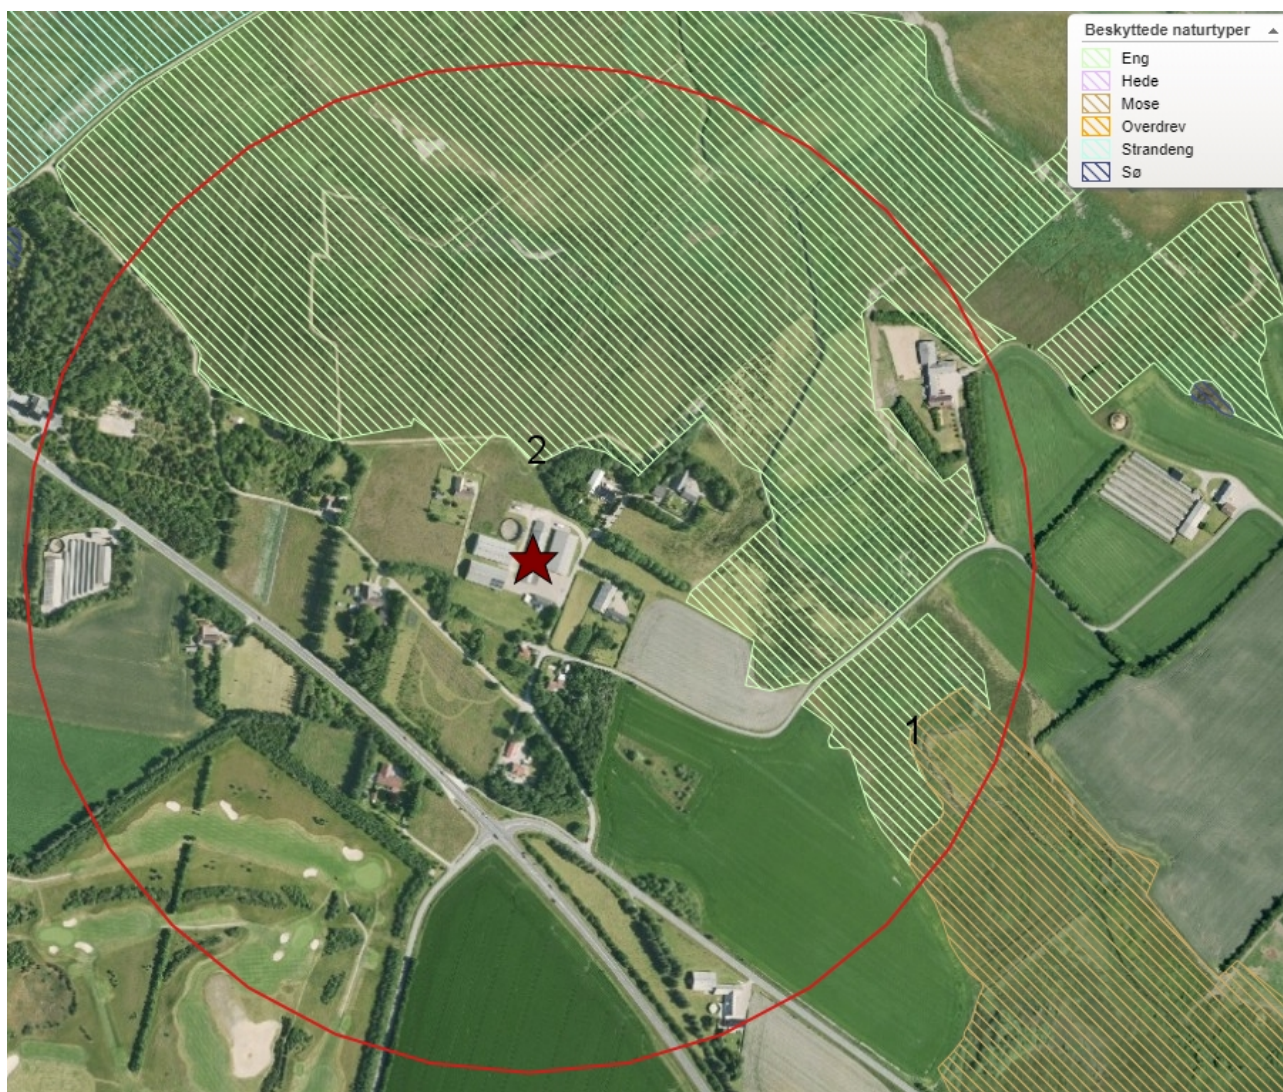 Beskyttede naturtyper
Eng
Hede
Mose
Overdrev
Strandeng
Sø
2
1